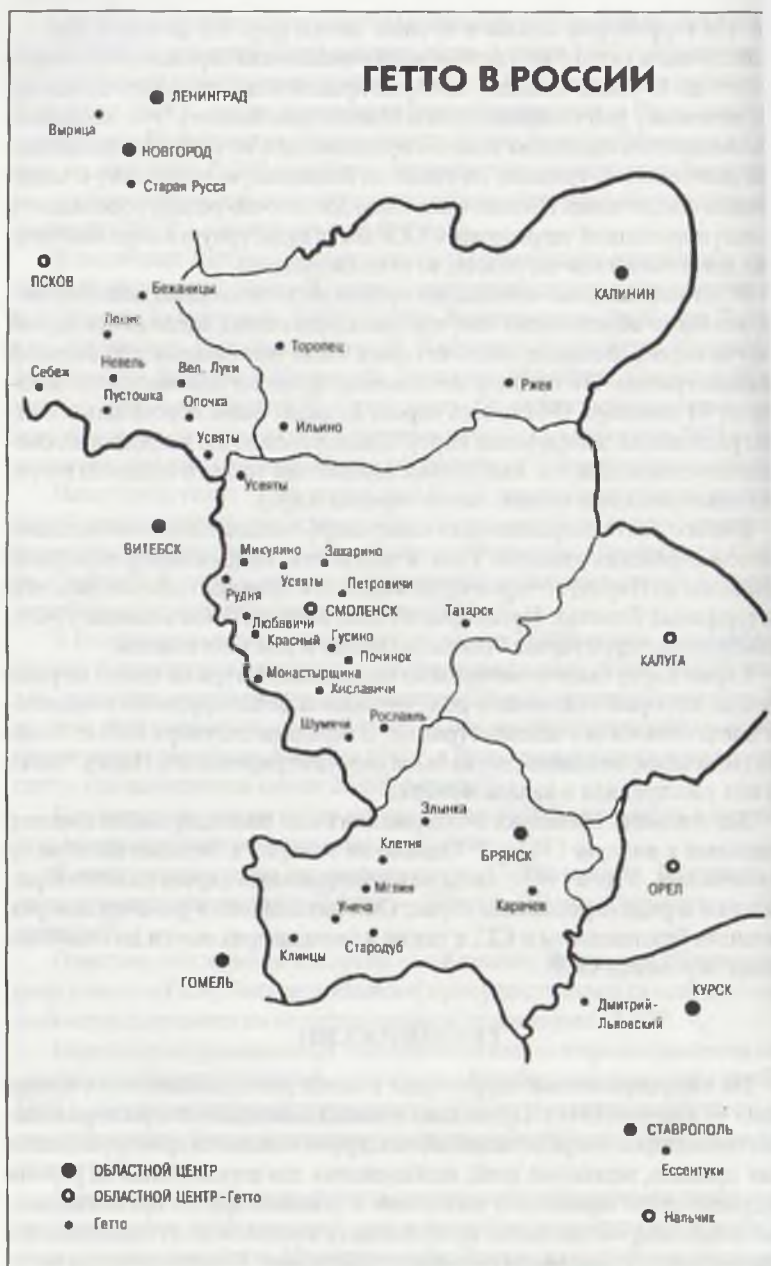 ГЕТТО В РОССИИ
ЛЕНИНГРАД
Вырица
НОВГОРОД
Старая Русса
ПСКОВ
КАЛИНИН
Бежаницы
Локня
Торопец
Невель
Вел. Луки
Себеж
Ржев
Пустошка
Опочка
Ильино
Усвяты
Усвяты
ВИТЕБСК
Микулино
Захарино
Усвяты
Петровичи
Рудня
СМОЛЕНСК
Татарск
Любавичи
Красный
Гусино
КАЛУГА
Починок
Монастырщина
Хиславичи
Шумячи
Рославль
Злынка
БРЯНСК
Клетня
ОРЕЛ
Мглин
Карачев
Унеча
Клинцы
Стародуб
ГОМЕЛЬ
КУРСК
Дмитрий-
Львовский
СТАВРОПОЛЬ
Ессентуки
ОБЛАСТНОЙ ЦЕНТР
ОБЛАСТНОЙ ЦЕНТР-Гетто
Гетто
Нальчик